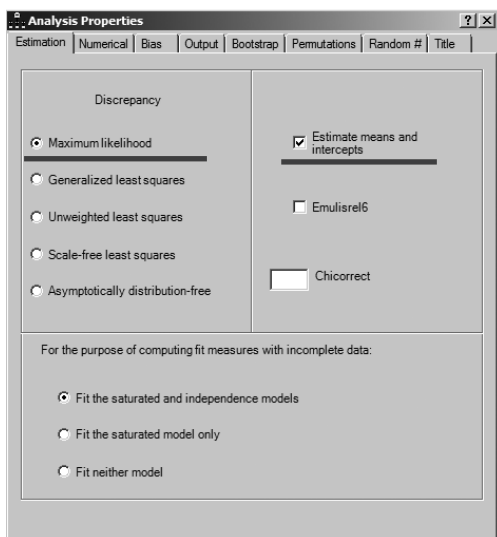 Analysis Properties
? X
Estimation Numerical Bias Output Bootstrap Permutations Random # Title
Discrepancy
Maximum likelihood
Generalized least squares
Unweighted least squares
Scale-free least squares
Asymptotically distribution-free
Estimate means and
intercepts
Emulisrel6
Chicorrect
For the purpose of computing fit measures with incomplete data:
Fit the saturated and independence models
Fit the saturated model only
Fit neither model